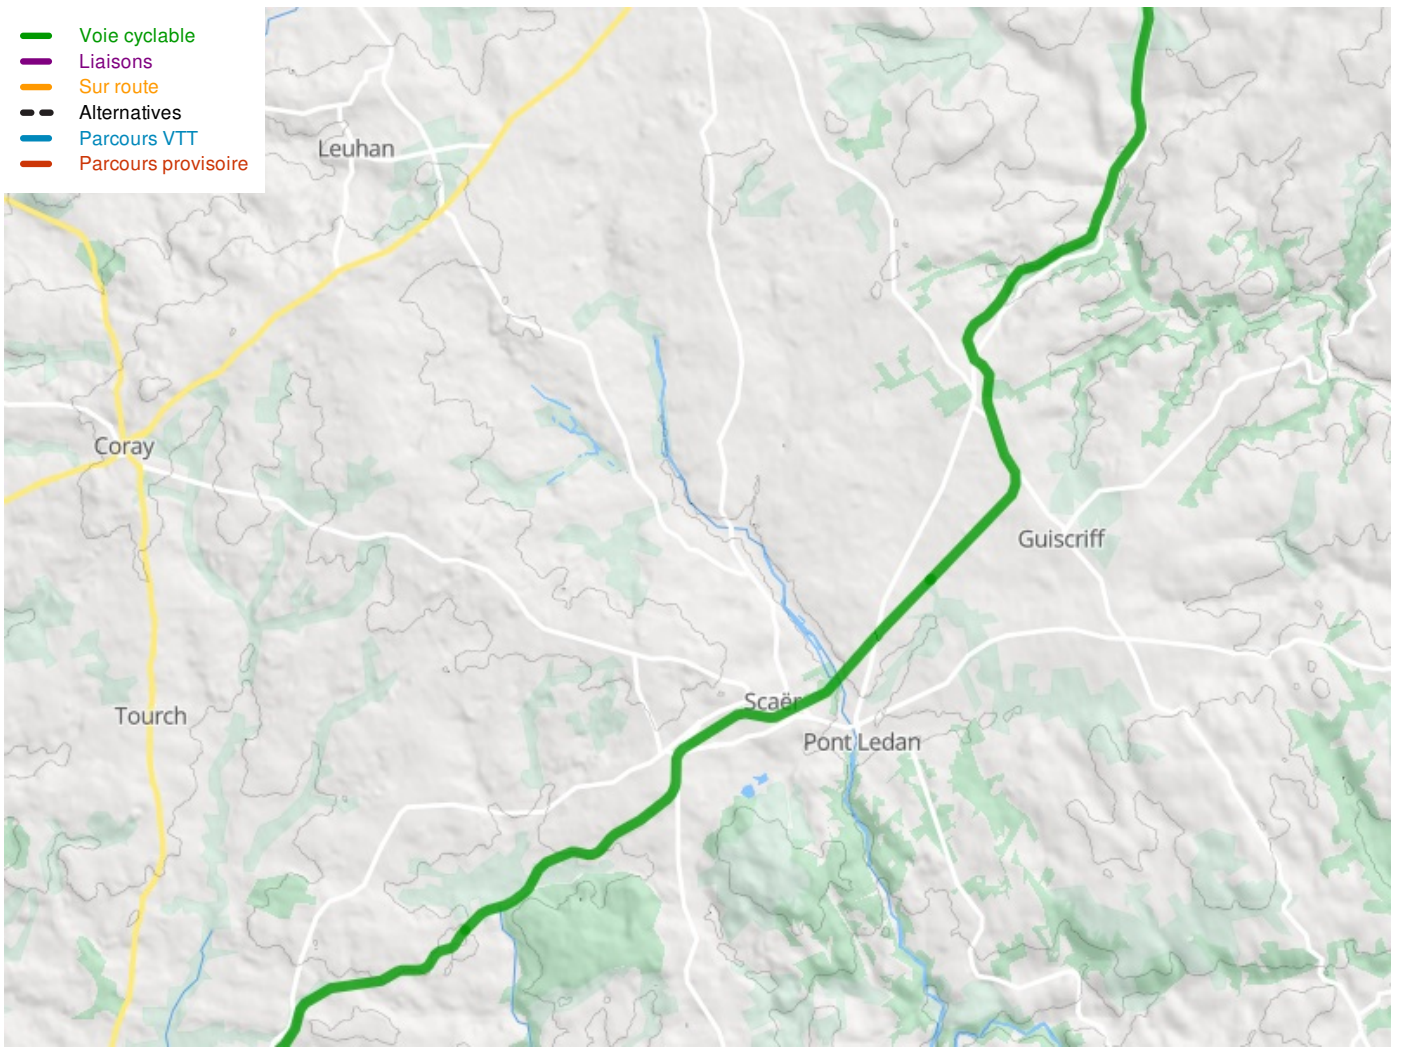 Voie cyclable
Liaisons
Sur route
Alternatives
Parcours VTT
Parcours provisoire
Leuhan
Coray
Guiscriff
Scaër
Tourch
Pont Ledan